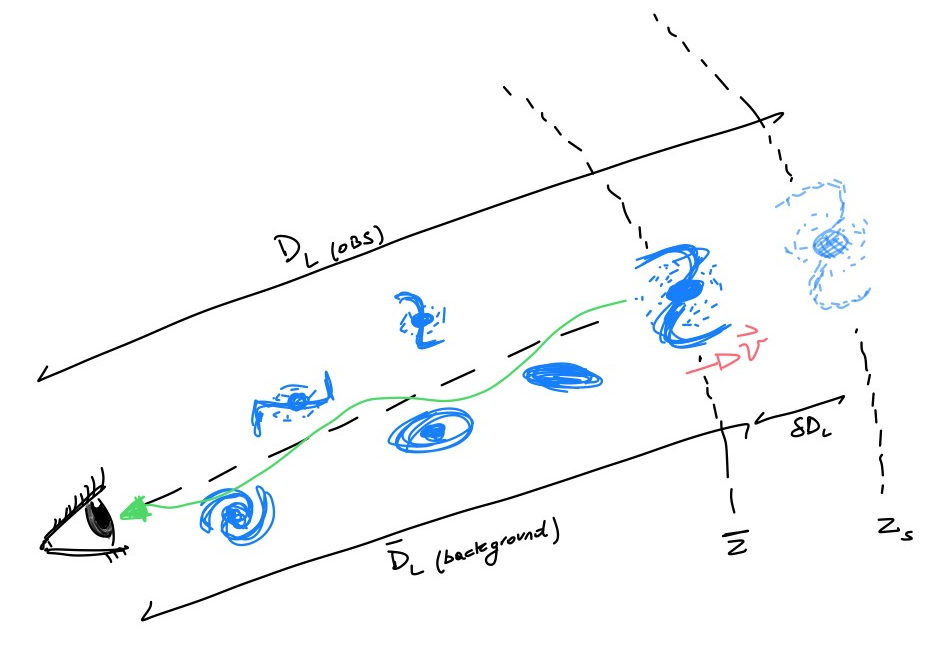 D_L (OBS)
v⃗
δD_L
D̄_L (background)
z̄
z_s